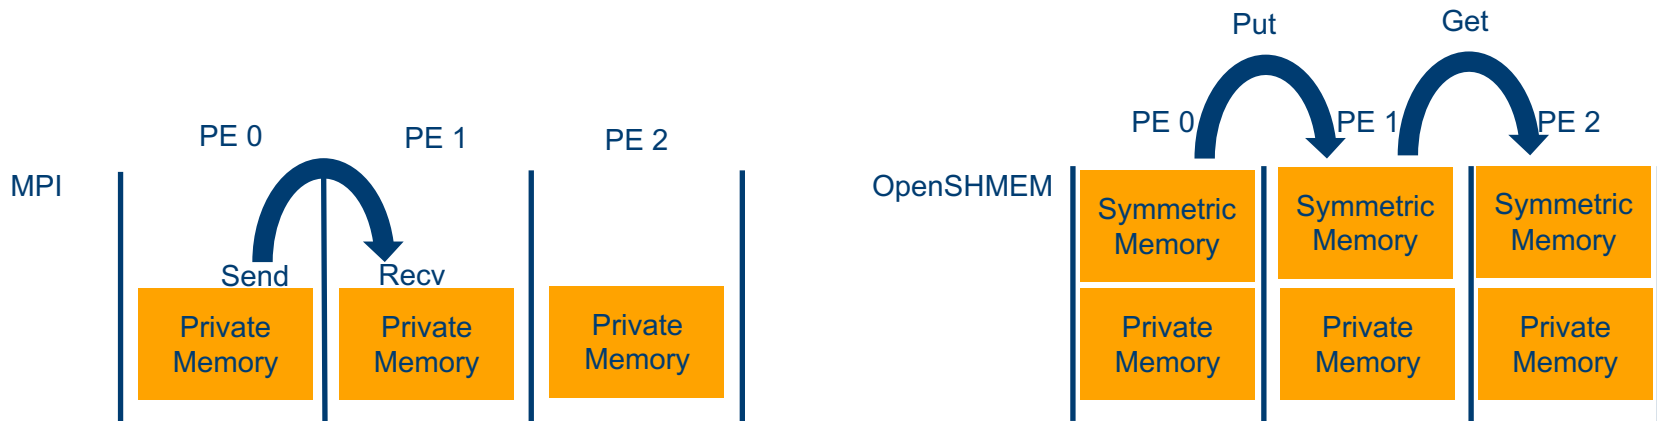 MPI
PE 0
PE 1
PE 2
Send
Recv
Private
Memory
Private
Memory
Private
Memory
OpenSHMEM
Put
Get
PE 0
PE 1
PE 2
Symmetric
Memory
Symmetric
Memory
Symmetric
Memory
Private
Memory
Private
Memory
Private
Memory